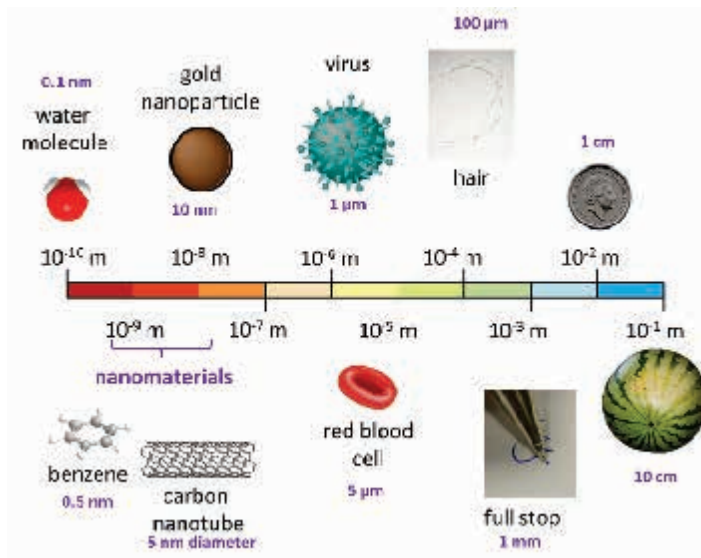 100 µm
0.1 nm
water
molecule
gold
nanoparticle
10 nm
virus
1 µm
hair
1 cm
10⁻¹⁰ m
10⁻⁸ m
10⁻⁶ m
10⁻⁴ m
10⁻² m
10⁻⁹ m
10⁻⁷ m
10⁻⁵ m
10⁻³ m
10⁻¹ m
nanomaterials
benzene
0.5 nm
carbon
nanotube
5 nm diameter
red blood
cell
5 µm
full stop
1 mm
10 cm